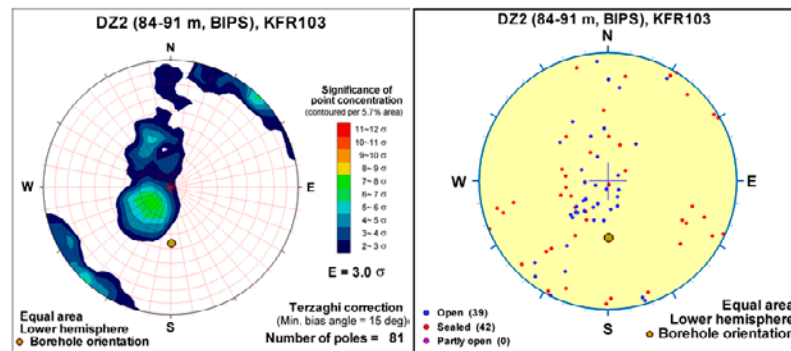 DZ2 (84-91 m, BIPS), KFR103
N
W
E
S
Significance of
point concentration
(contoured per 5.7% area)
11~12 σ
10~11 σ
9~10 σ
8~9 σ
7~8 σ
6~7 σ
5~6 σ
4~5 σ
3~4 σ
2~3 σ
E = 3.0 σ
Equal area
Lower hemisphere
Borehole orientation
Terzaghi correction
(Min. bias angle = 15 deg)
Number of poles = 81
DZ2 (84-91 m, BIPS), KFR103
N
W
E
S
Open (39)
Sealed (42)
Partly open (0)
Equal area
Lower hemisphere
Borehole orientation